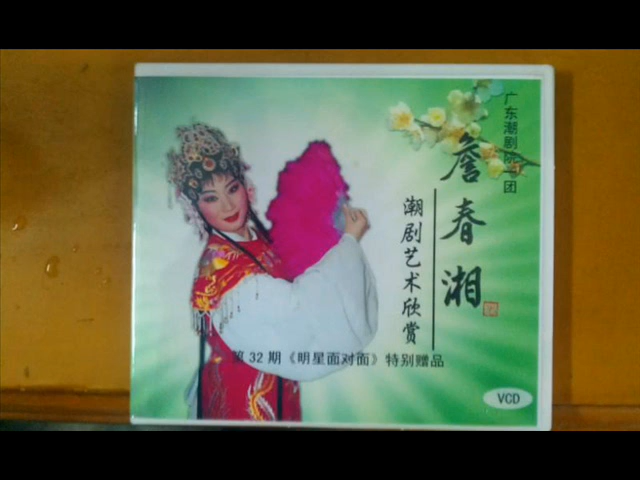 广东潮剧院一团
詹春湘
潮剧艺术欣赏
第32期《明星面对面》特别赠品
VCD